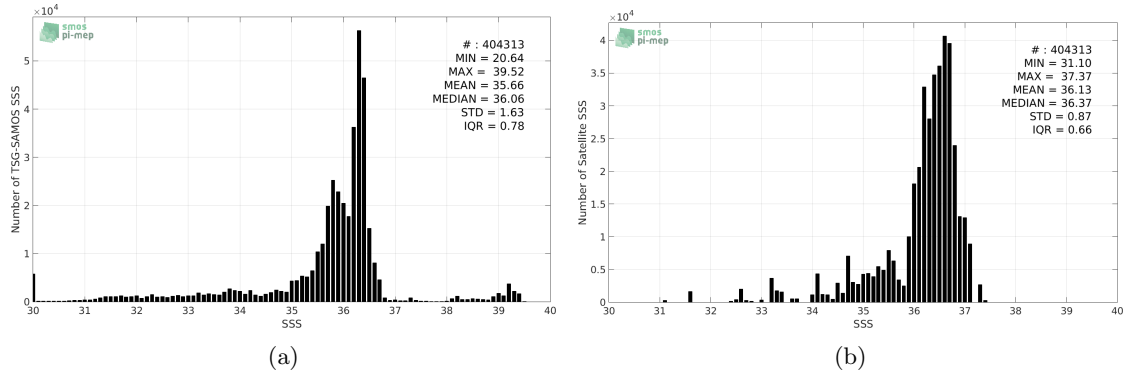 ×10⁴
smos
pi-mep
# : 404313
MIN = 20.64
MAX = 39.52
MEAN = 35.66
MEDIAN = 36.06
STD = 1.63
IQR = 0.78
Number of TSG-SAMOS SSS
5
4
3
2
1
0
30 31 32 33 34 35 36 37 38 39 40
SSS
(a)
×10⁴
smos
pi-mep
# : 404313
MIN = 31.10
MAX = 37.37
MEAN = 36.13
MEDIAN = 36.37
STD = 0.87
IQR = 0.66
Number of Satellite SSS
4
3.5
3
2.5
2
1.5
1
0.5
0
30 31 32 33 34 35 36 37 38 39 40
SSS
(b)